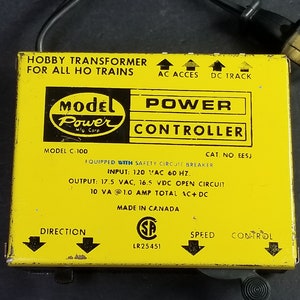 HOBBY TRANSFORMER
FOR ALL HO TRAINS
AC ACCES DC TRACK
MODEL
Power
Mfg Corp
POWER
CONTROLLER
MODEL C-100
CAT. NO. EESJ
EQUIPPED WITH SAFETY CIRCUIT BREAKER
INPUT: 120 VAC 60 HZ.
OUTPUT: 17.5 VAC, 16.5 VDC OPEN CIRCUIT
10 VA @ 1.0 AMP TOTAL AC+DC
MADE IN CANADA
DIRECTION
SA
SPEED CONTROL
LR25451